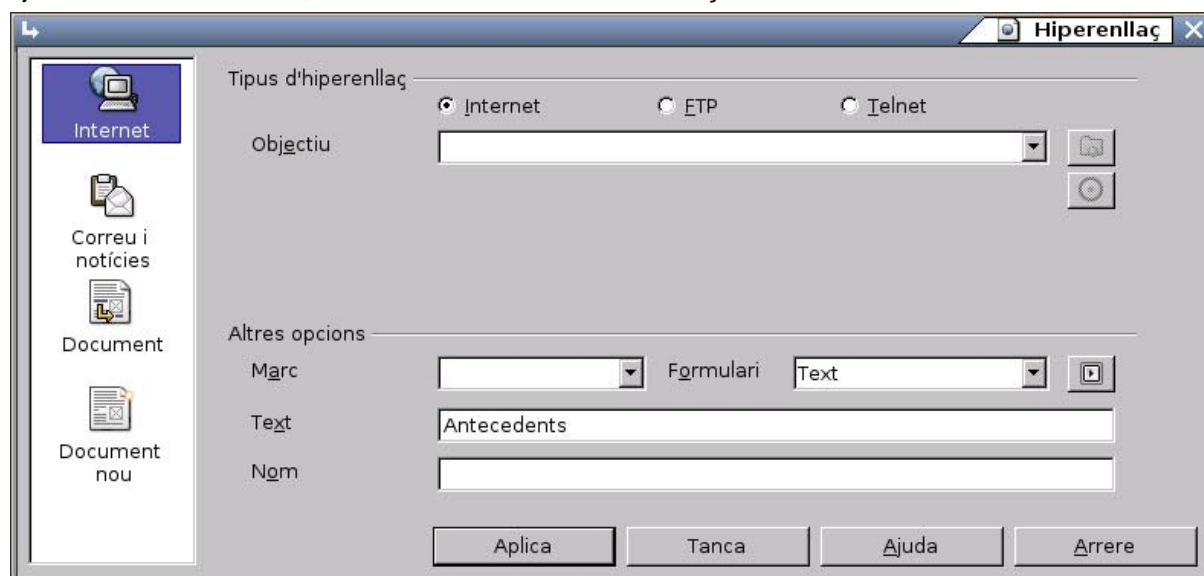 Hiperenllaç
Internet
Correu i
notícies
Document
Document
nou
Tipus d'hiperenllaç
Internet FTP Telnet
Objectiu
Altres opcions
Marc Formulari Text
Text Antecedents
Nom
Aplica Tanca Ajuda Arrere